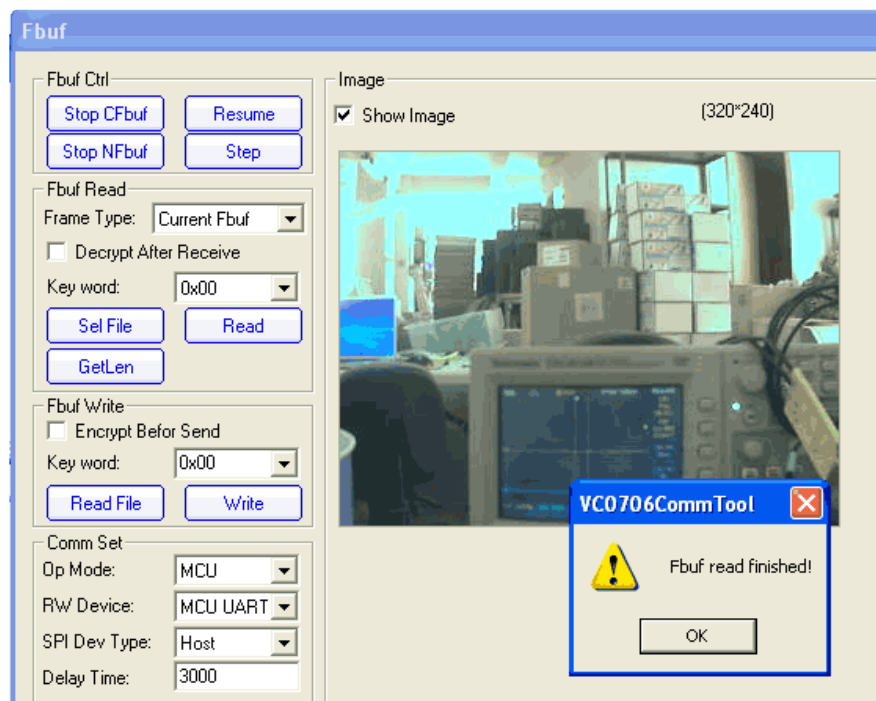 Fbuf
Fbuf Ctrl
Stop CFbuf
Resume
Stop NFbuf
Step
Fbuf Read
Frame Type:
Current Fbuf
Decrypt After Receive
Key word:
0x00
Sel File
Read
GetLen
Fbuf Write
Encrypt Befor Send
Key word:
0x00
Read File
Write
Comm Set
Op Mode:
MCU
RW Device:
MCU UART
SPI Dev Type:
Host
Delay Time:
3000
Image
Show Image
(320*240)
VC0706CommTool
Fbuf read finished!
OK